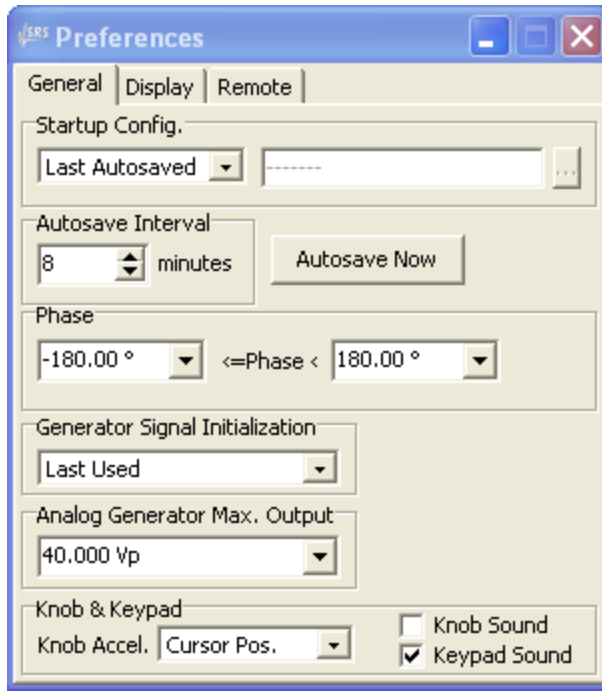 SRS Preferences
General Display Remote
Startup Config.
Last Autosaved ------- ...
Autosave Interval
8 minutes Autosave Now
Phase
-180.00 ° <=Phase < 180.00 °
Generator Signal Initialization
Last Used
Analog Generator Max. Output
40.000 Vp
Knob & Keypad
Knob Accel. Cursor Pos.
Knob Sound
Keypad Sound